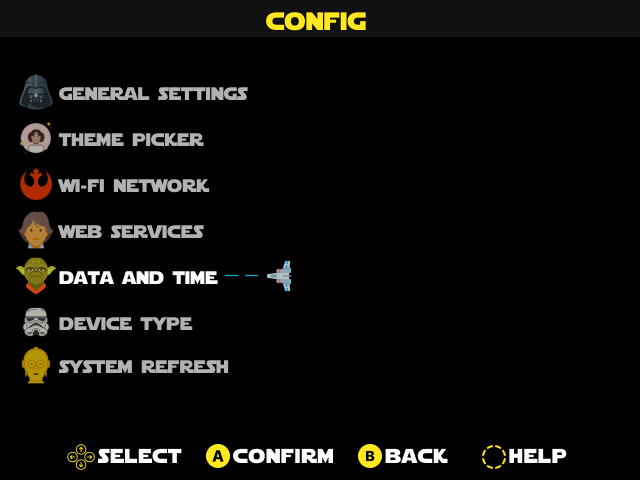 CONFIG
GENERAL SETTINGS
THEME PICKER
WI-FI NETWORK
WEB SERVICES
DATA AND TIME
DEVICE TYPE
SYSTEM REFRESH
SELECT A CONFIRM B BACK HELP